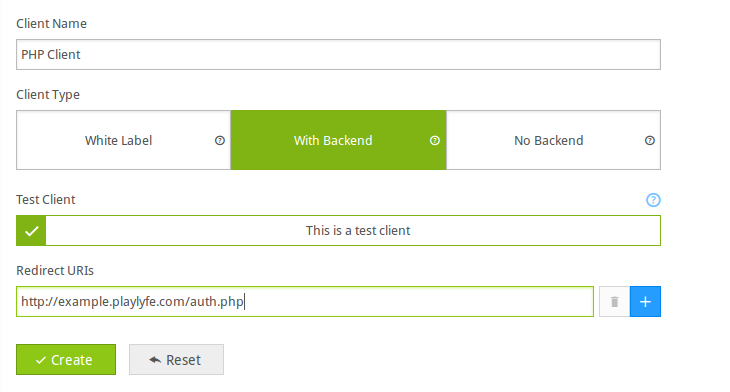 Client Name
PHP Client
Client Type
White Label ? With Backend ? No Backend ?
Test Client ?
This is a test client
Redirect URIs
http://example.playlyfe.com/auth.php
Create Reset